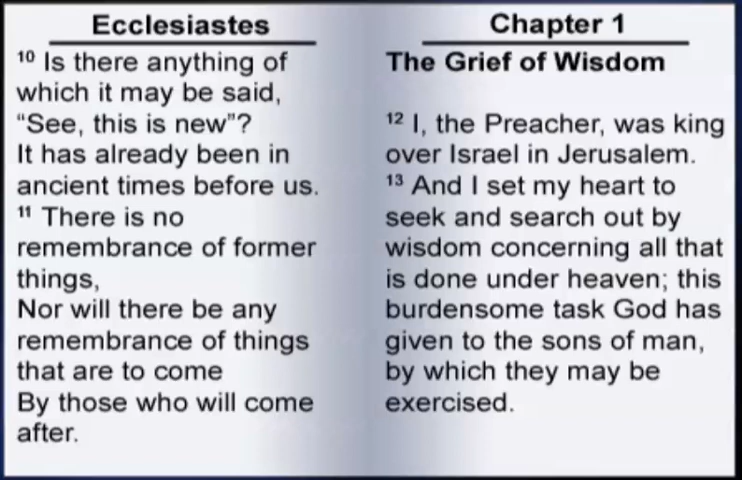 Ecclesiastes
¹⁰ Is there anything of
which it may be said,
“See, this is new”?
It has already been in
ancient times before us.
¹¹ There is no
remembrance of former
things,
Nor will there be any
remembrance of things
that are to come
By those who will come
after.
Chapter 1
The Grief of Wisdom
¹² I, the Preacher, was king
over Israel in Jerusalem.
¹³ And I set my heart to
seek and search out by
wisdom concerning all that
is done under heaven; this
burdensome task God has
given to the sons of man,
by which they may be
exercised.